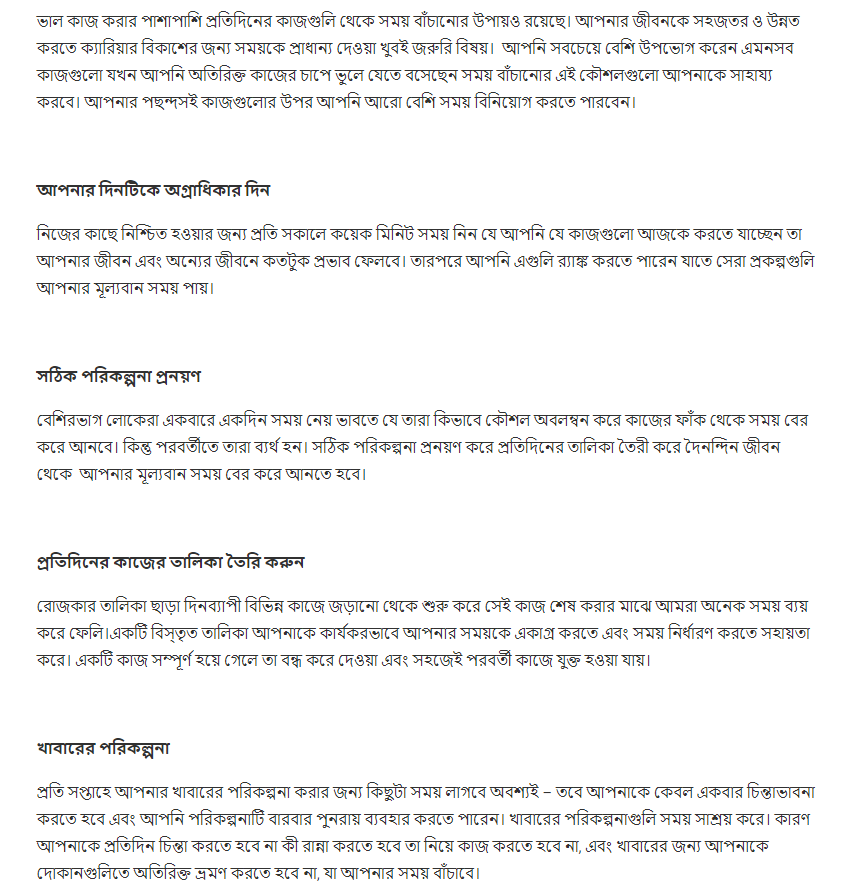 ভাল কাজ করার পাশাপাশি প্রতিদিনের কাজগুলি থেকে সময় বাঁচানোর উপায়ও রয়েছে। আপনার জীবনকে সহজতর ও উন্নত
করতে ক্যারিয়ার বিকাশের জন্য সময়কে প্রাধান্য দেওয়া খুবই জরুরি বিষয়। আপনি সবচেয়ে বেশি উপভোগ করেন এমনসব
কাজগুলো যখন আপনি অতিরিক্ত কাজের চাপে ভুলে যেতে বসেছেন সময় বাঁচানোর এই কৌশলগুলো আপনাকে সাহায্য
করবে। আপনার পছন্দসই কাজগুলোর উপর আপনি আরো বেশি সময় বিনিয়োগ করতে পারবেন।
আপনার দিনটিকে অগ্রাধিকার দিন
নিজের কাছে নিশ্চিত হওয়ার জন্য প্রতি সকালে কয়েক মিনিট সময় নিন যে আপনি যে কাজগুলো আজকে করতে যাচ্ছেন তা
আপনার জীবন এবং অন্যের জীবনে কতটুক প্রভাব ফেলবে। তারপরে আপনি এগুলি র‍্যাঙ্ক করতে পারেন যাতে সেরা প্রকল্পগুলি
আপনার মূল্যবান সময় পায়।
সঠিক পরিকল্পনা প্রনয়ণ
বেশিরভাগ লোকেরা একবারে একদিন সময় নেয় ভাবতে যে তারা কিভাবে কৌশল অবলম্বন করে কাজের ফাঁক থেকে সময় বের
করে আনবে। কিন্তু পরবর্তীতে তারা ব্যর্থ হন। সঠিক পরিকল্পনা প্রনয়ণ করে প্রতিদিনের তালিকা তৈরী করে দৈনন্দিন জীবন
থেকে আপনার মূল্যবান সময় বের করে আনতে হবে।
প্রতিদিনের কাজের তালিকা তৈরি করুন
রোজকার তালিকা ছাড়া দিনব্যাপী বিভিন্ন কাজে জড়ানো থেকে শুরু করে সেই কাজ শেষ করার মাঝে আমরা অনেক সময় ব্যয়
করে ফেলি।একটি বিস্তৃত তালিকা আপনাকে কার্যকরভাবে আপনার সময়কে একাগ্র করতে এবং সময় নির্ধারণ করতে সহায়তা
করে। একটি কাজ সম্পূর্ণ হয়ে গেলে তা বন্ধ করে দেওয়া এবং সহজেই পরবর্তী কাজে যুক্ত হওয়া যায়।
খাবারের পরিকল্পনা
প্রতি সপ্তাহে আপনার খাবারের পরিকল্পনা করার জন্য কিছুটা সময় লাগবে অবশ্যই – তবে আপনাকে কেবল একবার চিন্তাভাবনা
করতে হবে এবং আপনি পরিকল্পনাটি বারবার পুনরায় ব্যবহার করতে পারেন। খাবারের পরিকল্পনাগুলি সময় সাশ্রয় করে। কারণ
আপনাকে প্রতিদিন চিন্তা করতে হবে না কী রান্না করতে হবে তা নিয়ে কাজ করতে হবে না, এবং খাবারের জন্য আপনাকে
দোকানগুলিতে অতিরিক্ত ভ্রমণ করতে হবে না, যা আপনার সময় বাঁচাবে।